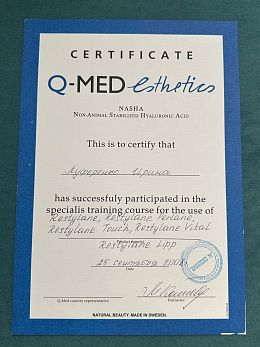 CERTIFICATE
Q-MED esthetics
NASHA
NON-ANIMAL STABILIZED HYALURONIC ACID
This is to certify that
Ирина
has successfuly participated in the
specialis training course for the use of
Restylane, Restylane Perlane,
Restylane Touch, Restylane Vital
Restylane Lipp
25 сентября
Date
Q-Med country representative
Instructor
NATURAL BEAUTY. MADE IN SWEDEN.